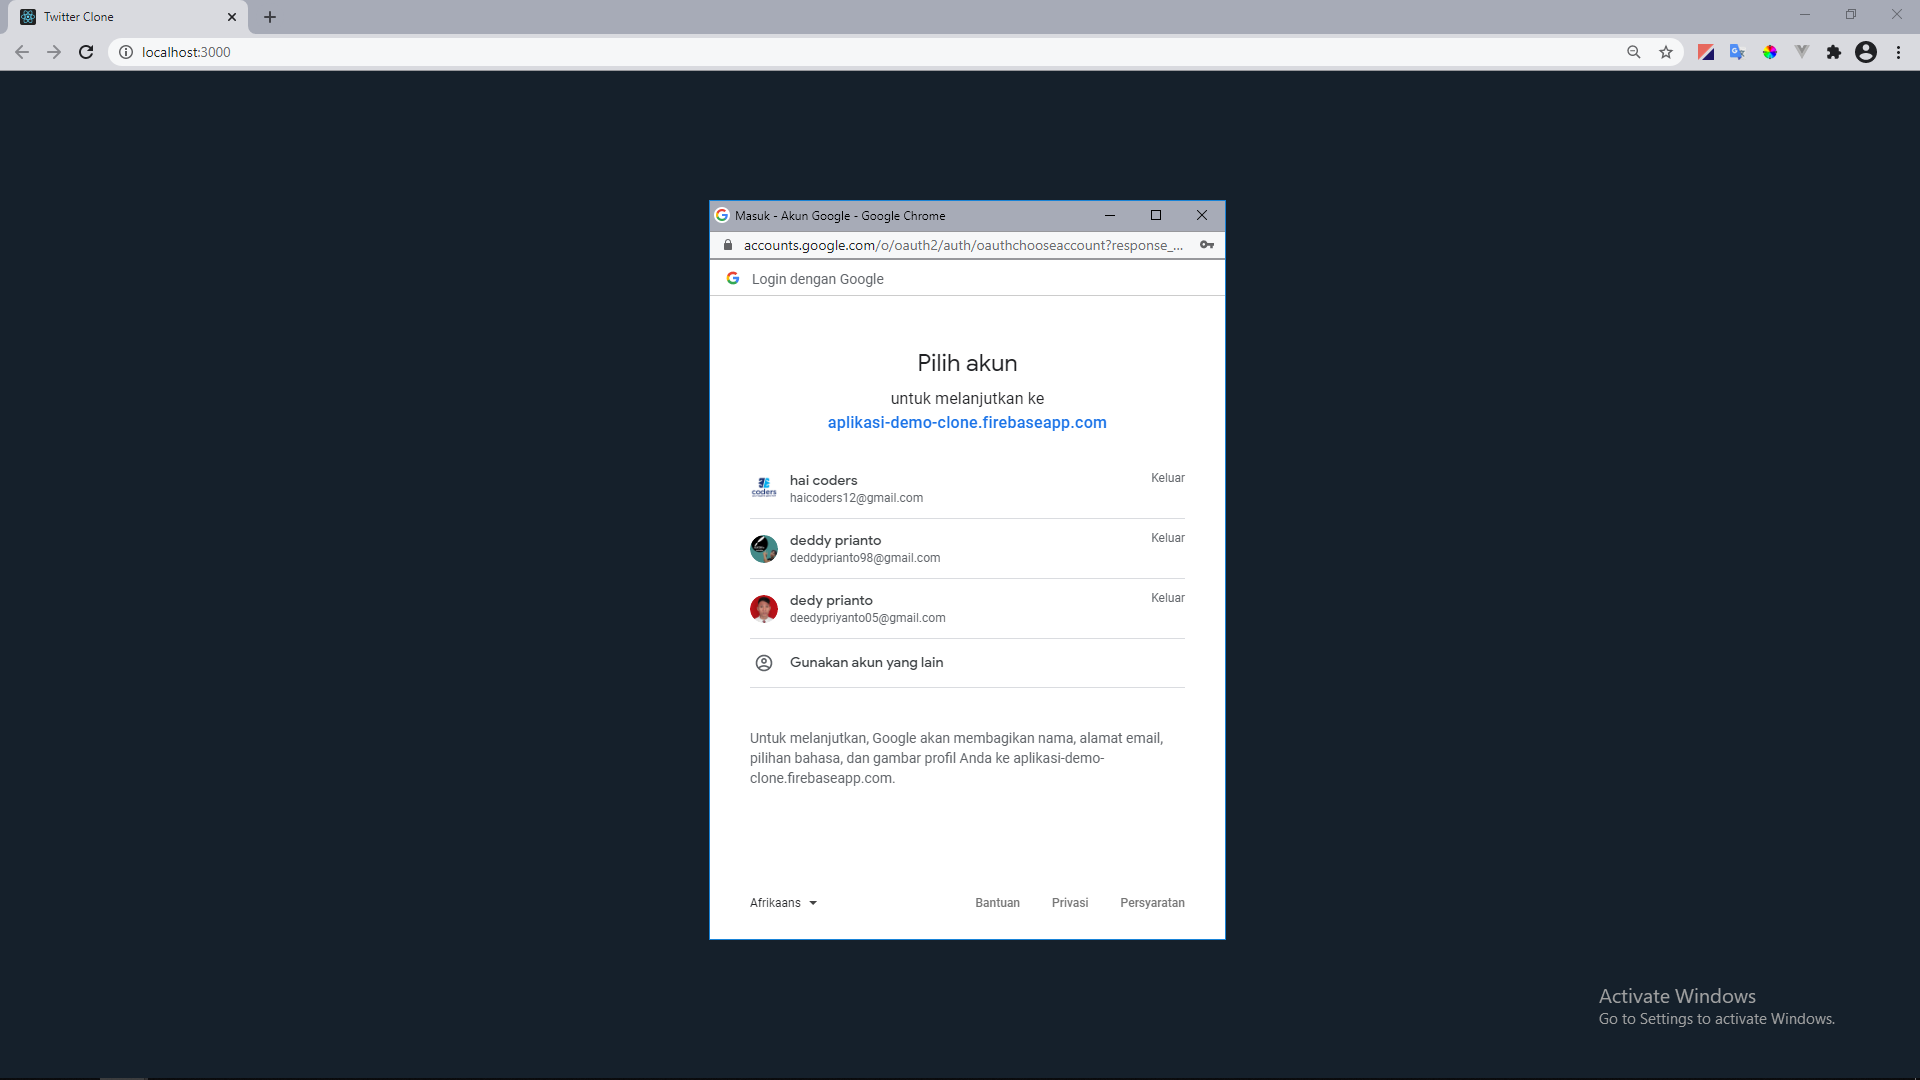 Twitter Clone
localhost:3000
Masuk - Akun Google - Google Chrome
accounts.google.com/o/oauth2/auth/oauthchooseaccount?response_...
Login dengan Google
Pilih akun
untuk melanjutkan ke
aplikasi-demo-clone.firebaseapp.com
coders
hai coders
Keluar
haicoders12@gmail.com
deddy prianto
Keluar
deddyprianto98@gmail.com
dedy prianto
Keluar
deedypriyanto05@gmail.com
Gunakan akun yang lain
Untuk melanjutkan, Google akan membagikan nama, alamat email,
pilihan bahasa, dan gambar profil Anda ke aplikasi-demo-
clone.firebaseapp.com.
Afrikaans
Bantuan
Privasi
Persyaratan
Activate Windows
Go to Settings to activate Windows.